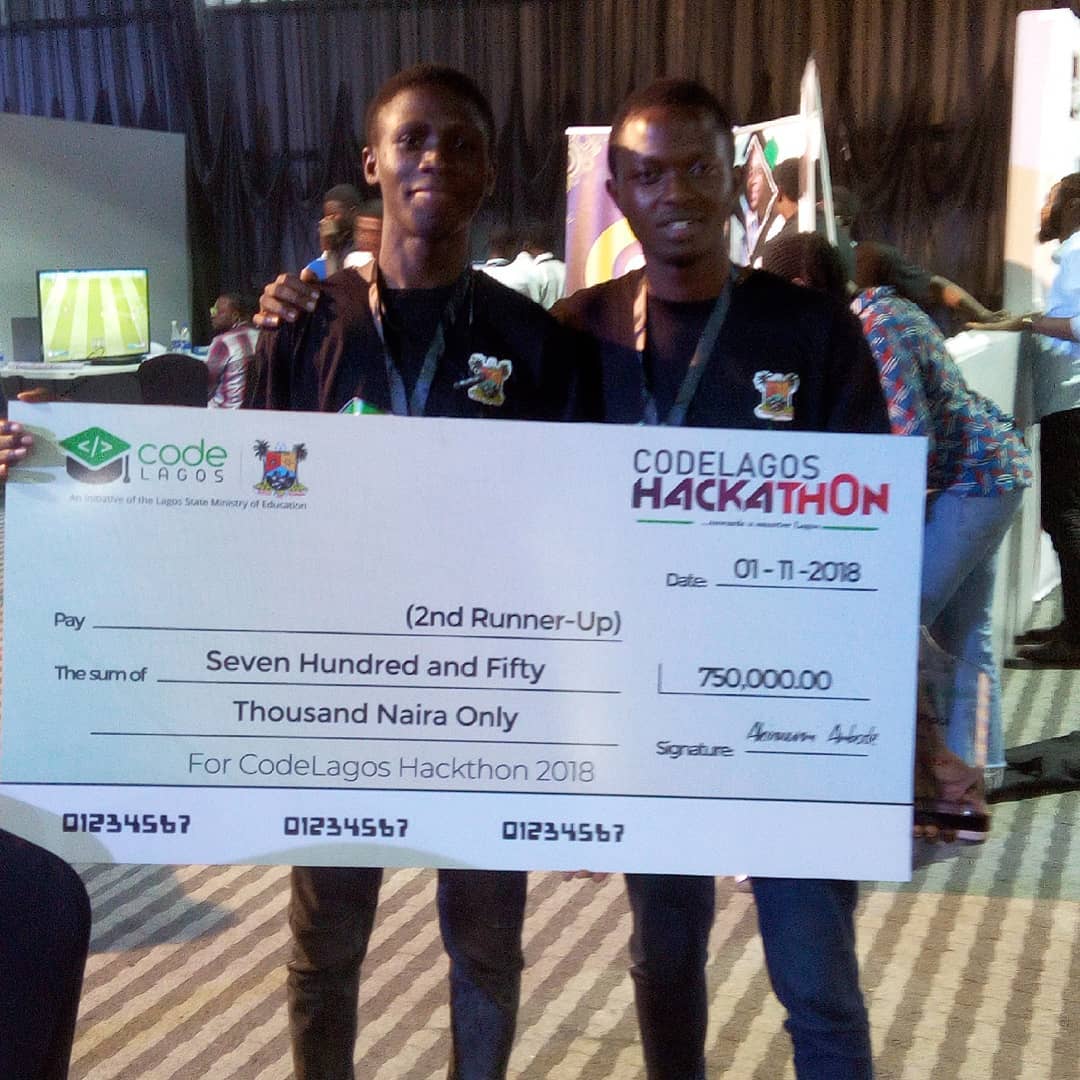 code
LAGOS
An Initiative of the Lagos State Ministry of Education
CODELAGOS
HACKATHON
Date: 01-11-2018
Pay (2nd Runner-Up)
The sum of Seven Hundred and Fifty
750,000.00
Thousand Naira Only
Signature:
For CodeLagos Hackthon 2018
01234567 01234567 01234567